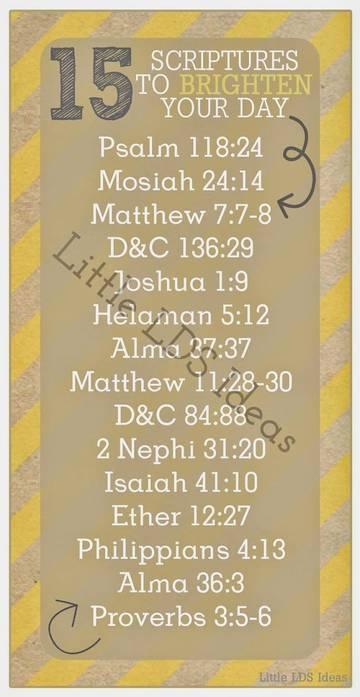 15 SCRIPTURES
TO BRIGHTEN
YOUR DAY
Psalm 118:24
Mosiah 24:14
Matthew 7:7-8
D&C 136:29
Joshua 1:9
Helaman 5:12
Alma 37:37
Matthew 11:28-30
D&C 84:88
2 Nephi 31:20
Isaiah 41:10
Ether 12:27
Philippians 4:13
Alma 36:3
Proverbs 3:5-6
Little LDS Ideas
Little LDS Ideas